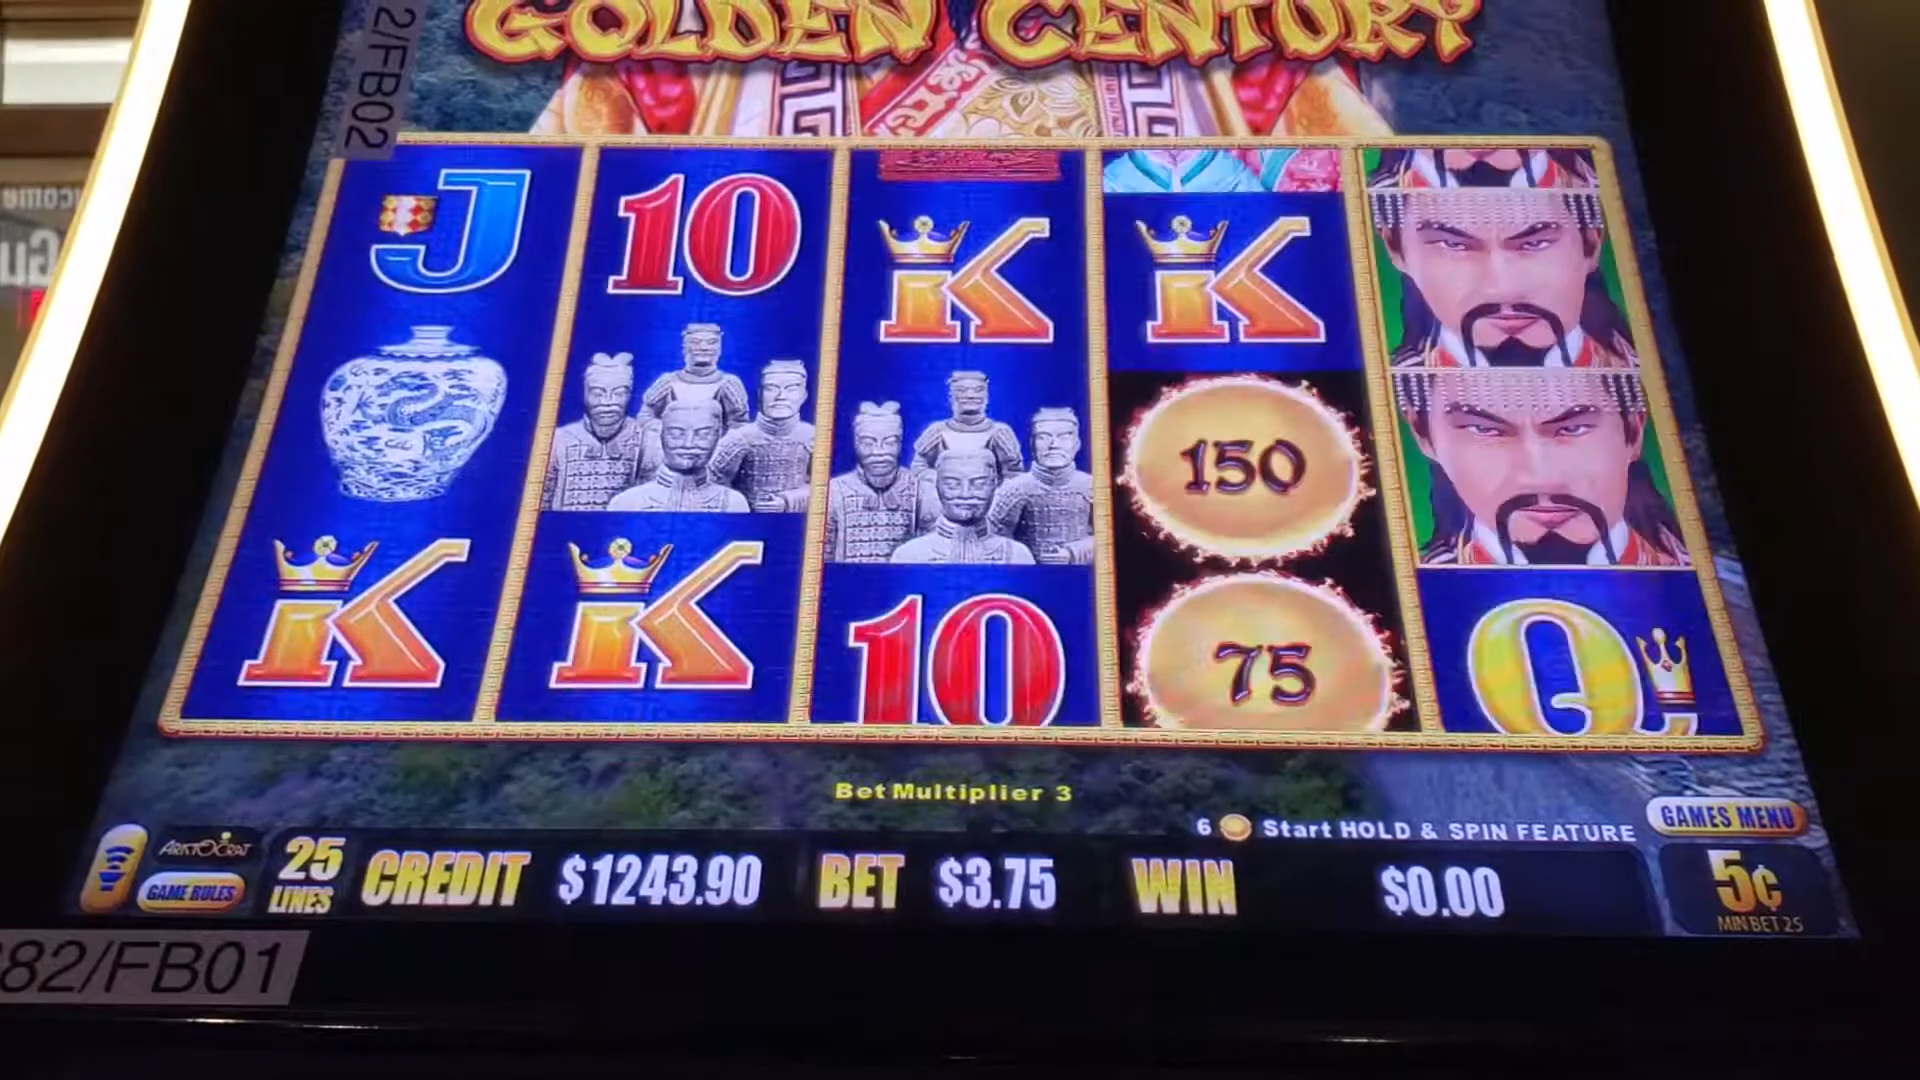 GOLDEN CENTURY
2/FB02
J
10
K
K
150
K
K
10
75
Q
Bet Multiplier 3
6 Start HOLD & SPIN FEATURE
GAMES MENU
ARISTOCRAT
GAME RULES
25 LINES
CREDIT $1243.90
BET $3.75
WIN $0.00
5¢
MIN BET 25
82/FB01